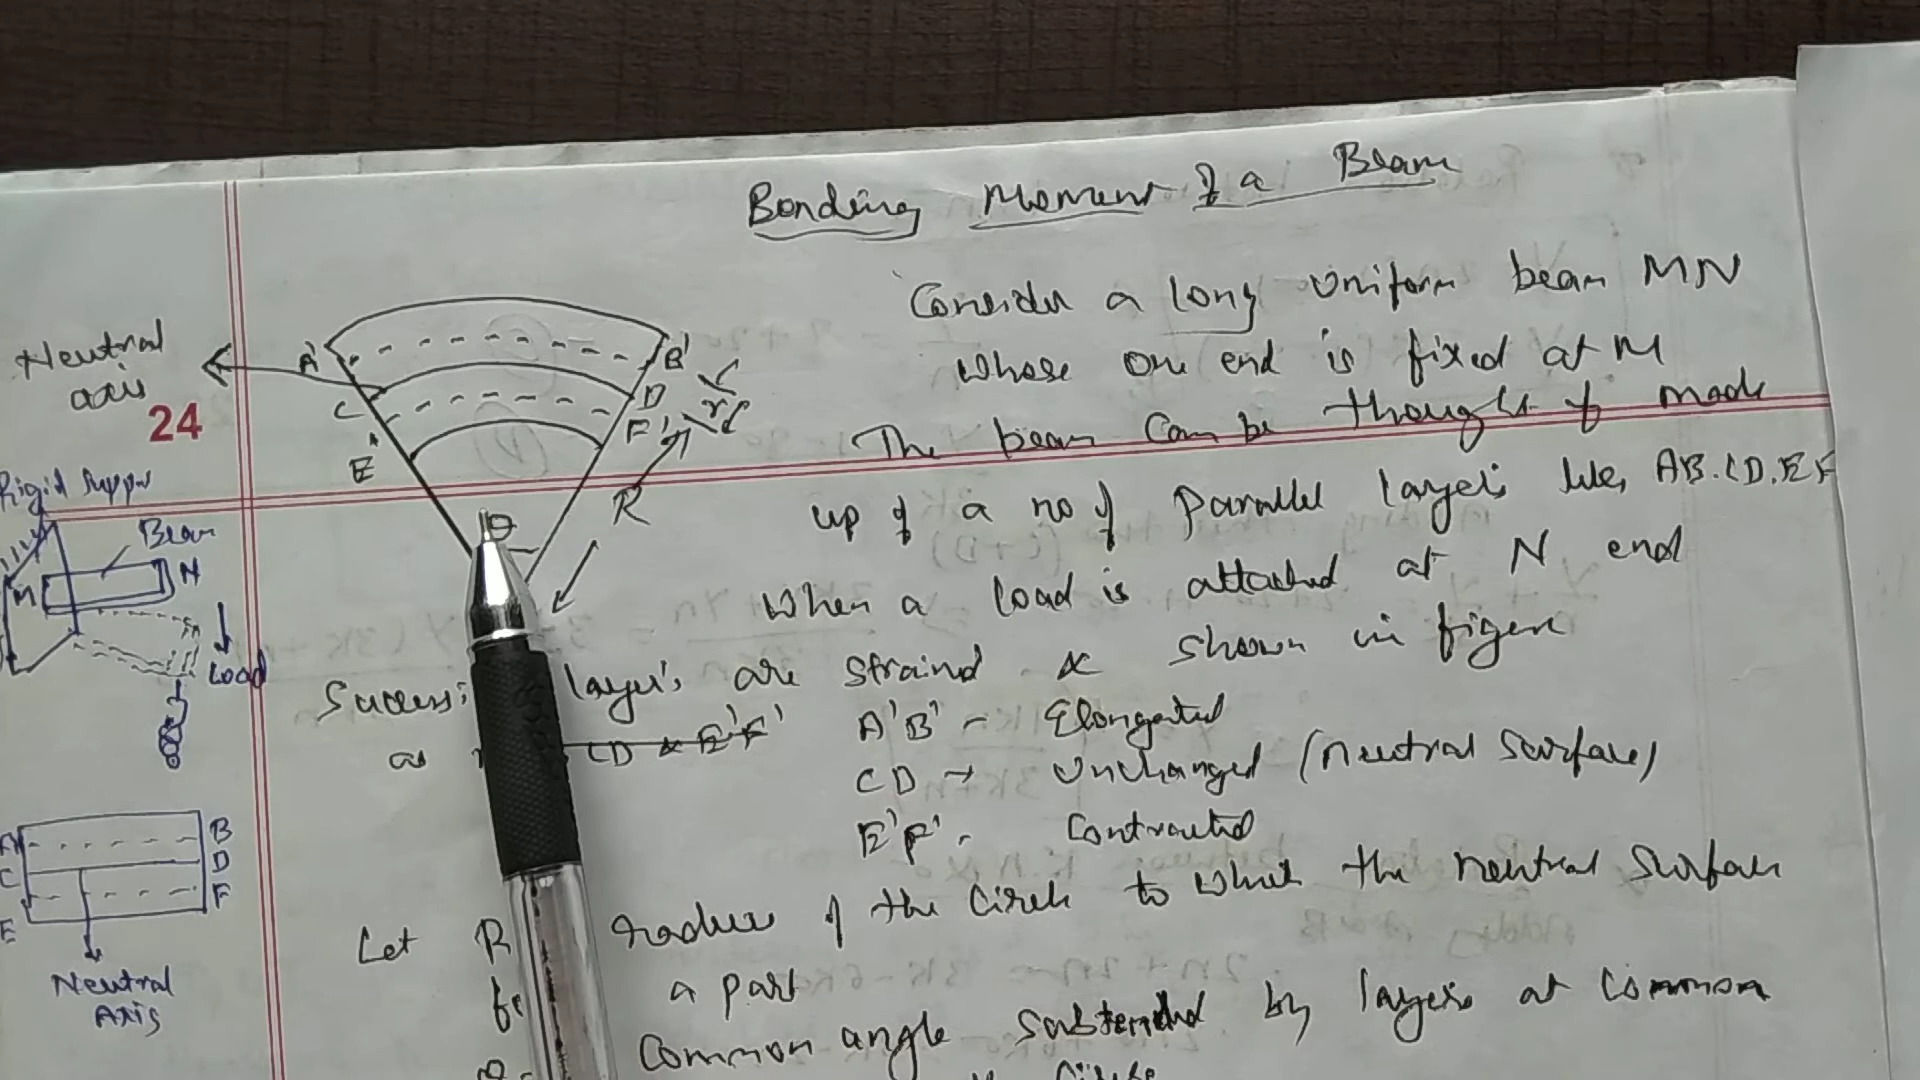 Bending Moment of a Beam
Consider a long uniform beam MN
Whose one end is fixed at M
The beam can be thought of made
up of a no of parallel layers like, AB.CD.EF
When a load is attached at N end
layers are strained & shown in figure
as CD & E'F'
A'B' - Elongated
CD → Unchanged (neutral surface)
E'F' - Contracted
Let R radius of the circle to which the neutral surface
a part
Common angle subtended by layers at common
Neutral
axis
24
A'
B'
C
D
E'
F'
r
R
θ
Rigid Support
Beam
M
N
Load
A
B
C
D
E
F
Neutral
Axis